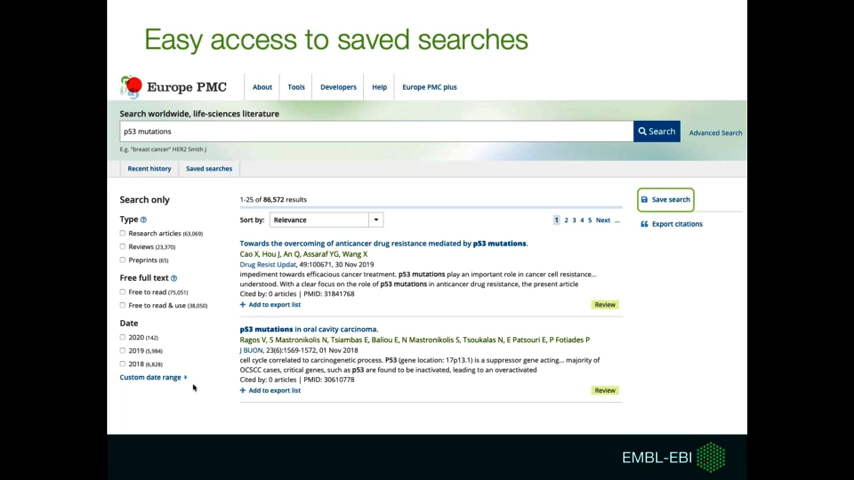 Easy access to saved searches
Europe PMC
About
Tools
Developers
Help
Europe PMC plus
Search worldwide, life-sciences literature
p53 mutations
Search
Advanced Search
E.g. "breast cancer" HER2 Smith J
Recent history
Saved searches
Search only
Type
Research articles (63,069)
Reviews (23,370)
Preprints (65)
Free full text
Free to read (75,051)
Free to read & use (38,050)
Date
2020 (142)
2019 (5,984)
2018 (6,828)
Custom date range >
1-25 of 86,572 results
Sort by: Relevance
1 2 3 4 5 Next ...
Towards the overcoming of anticancer drug resistance mediated by p53 mutations.
Cao X, Hou J, An Q, Assaraf YG, Wang X
Drug Resist Updat, 49:100671, 30 Nov 2019
impediment towards efficacious cancer treatment. p53 mutations play an important role in cancer cell resistance...
understood. With a clear focus on the role of p53 mutations in anticancer drug resistance, the present article
Cited by: 0 articles | PMID: 31841768
+ Add to export list
Review
p53 mutations in oral cavity carcinoma.
Ragos V, S Mastronikolis N, Tsiambas E, Baliou E, N Mastronikolis S, Tsoukalas N, E Patsouri E, P Fotiades P
J BUON, 23(6):1569-1572, 01 Nov 2018
cell cycle correlated to carcinogenetic process. P53 (gene location: 17p13.1) is a suppressor gene acting... majority of
OCSCC cases, critical genes, such as p53 are found to be inactivated, leading to an overactivated
Cited by: 0 articles | PMID: 30610778
+ Add to export list
Review
Save search
Export citations
EMBL-EBI